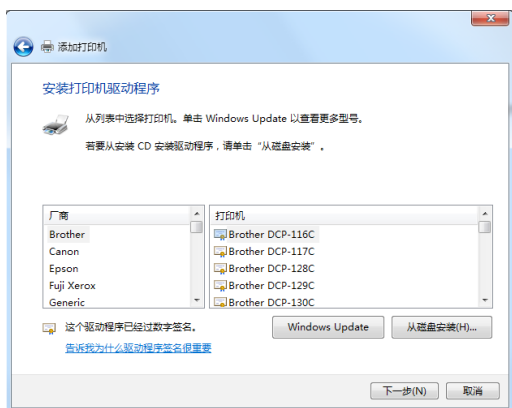 添加打印机
安装打印机驱动程序
从列表中选择打印机。单击 Windows Update 以查看更多型号。
若要从安装 CD 安装驱动程序，请单击“从磁盘安装”。
厂商
Brother
Canon
Epson
Fuji Xerox
Generic
打印机
Brother DCP-116C
Brother DCP-117C
Brother DCP-128C
Brother DCP-129C
Brother DCP-130C
这个驱动程序已经过数字签名。
告诉我为什么驱动程序签名很重要
Windows Update
从磁盘安装(H)...
下一步(N)
取消